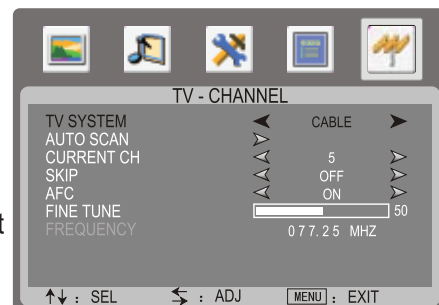 TV - CHANNEL
TV SYSTEM CABLE
AUTO SCAN
CURRENT CH 5
SKIP OFF
AFC ON
FINE TUNE 50
FREQUENCY 077.25 MHZ
t
: SEL : ADJ MENU : EXIT